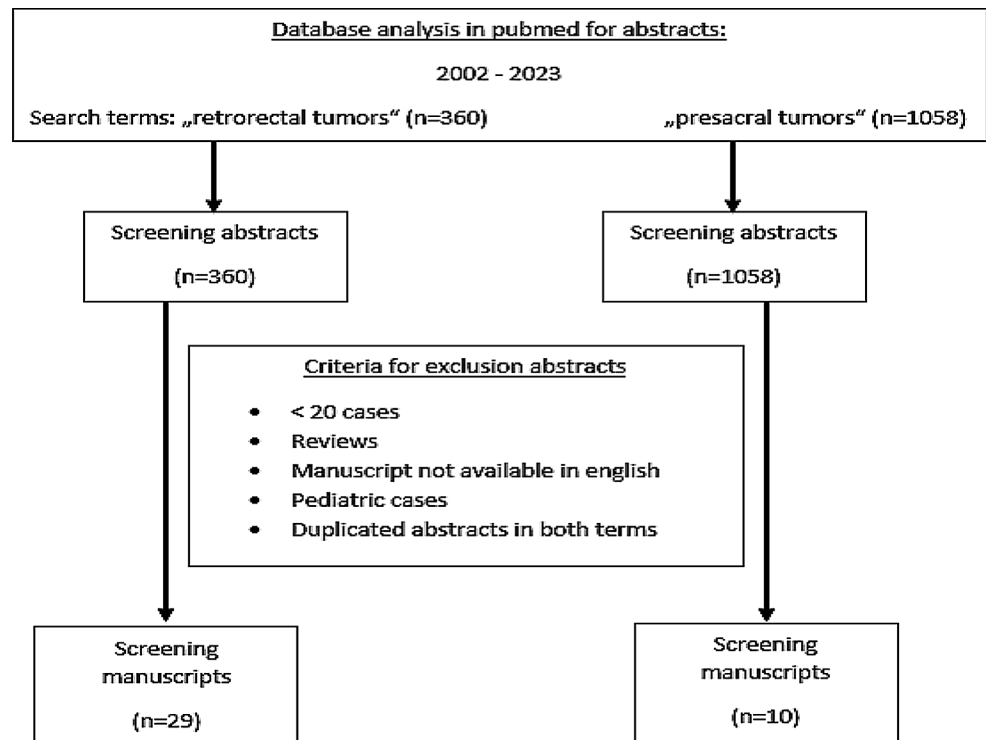 Database analysis in pubmed for abstracts:
2002 - 2023
Search terms: „retrorectal tumors“ (n=360) „presacral tumors“ (n=1058)
Screening abstracts
(n=360)
Screening abstracts
(n=1058)
Criteria for exclusion abstracts
• < 20 cases
• Reviews
• Manuscript not available in english
• Pediatric cases
• Duplicated abstracts in both terms
Screening
manuscripts
(n=29)
Screening
manuscripts
(n=10)